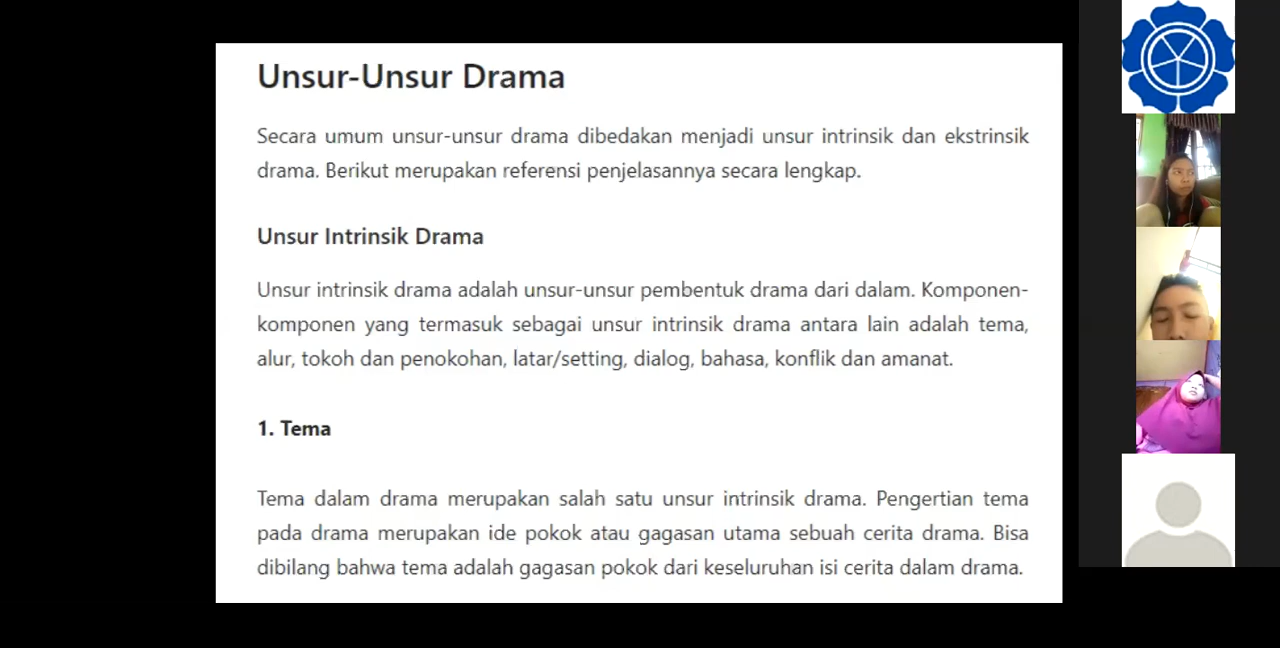 Unsur-Unsur Drama
Secara umum unsur-unsur drama dibedakan menjadi unsur intrinsik dan ekstrinsik
drama. Berikut merupakan referensi penjelasannya secara lengkap.
Unsur Intrinsik Drama
Unsur intrinsik drama adalah unsur-unsur pembentuk drama dari dalam. Komponen-
komponen yang termasuk sebagai unsur intrinsik drama antara lain adalah tema,
alur, tokoh dan penokohan, latar/setting, dialog, bahasa, konflik dan amanat.
1. Tema
Tema dalam drama merupakan salah satu unsur intrinsik drama. Pengertian tema
pada drama merupakan ide pokok atau gagasan utama sebuah cerita drama. Bisa
dibilang bahwa tema adalah gagasan pokok dari keseluruhan isi cerita dalam drama.